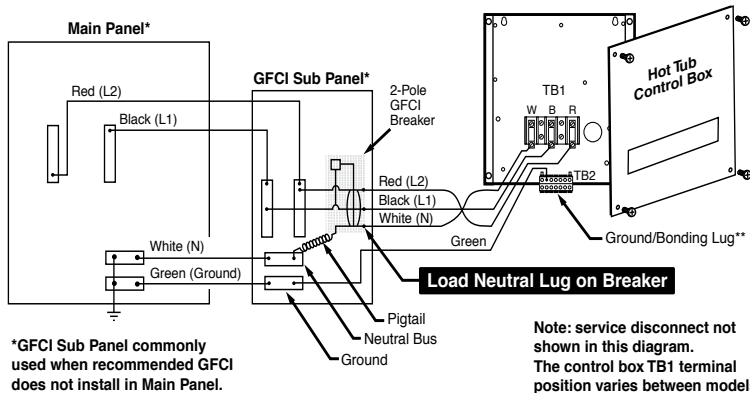 Main Panel*
GFCI Sub Panel*
2-Pole
GFCI
Breaker
Hot Tub
Control Box
TB1
W B R
TB2
Red (L2)
Black (L1)
Red (L2)
Black (L1)
White (N)
Green
Ground/Bonding Lug**
White (N)
Green (Ground)
Load Neutral Lug on Breaker
Pigtail
Neutral Bus
Ground
*GFCI Sub Panel commonly
used when recommended GFCI
does not install in Main Panel.
Note: service disconnect not
shown in this diagram.
The control box TB1 terminal
position varies between model